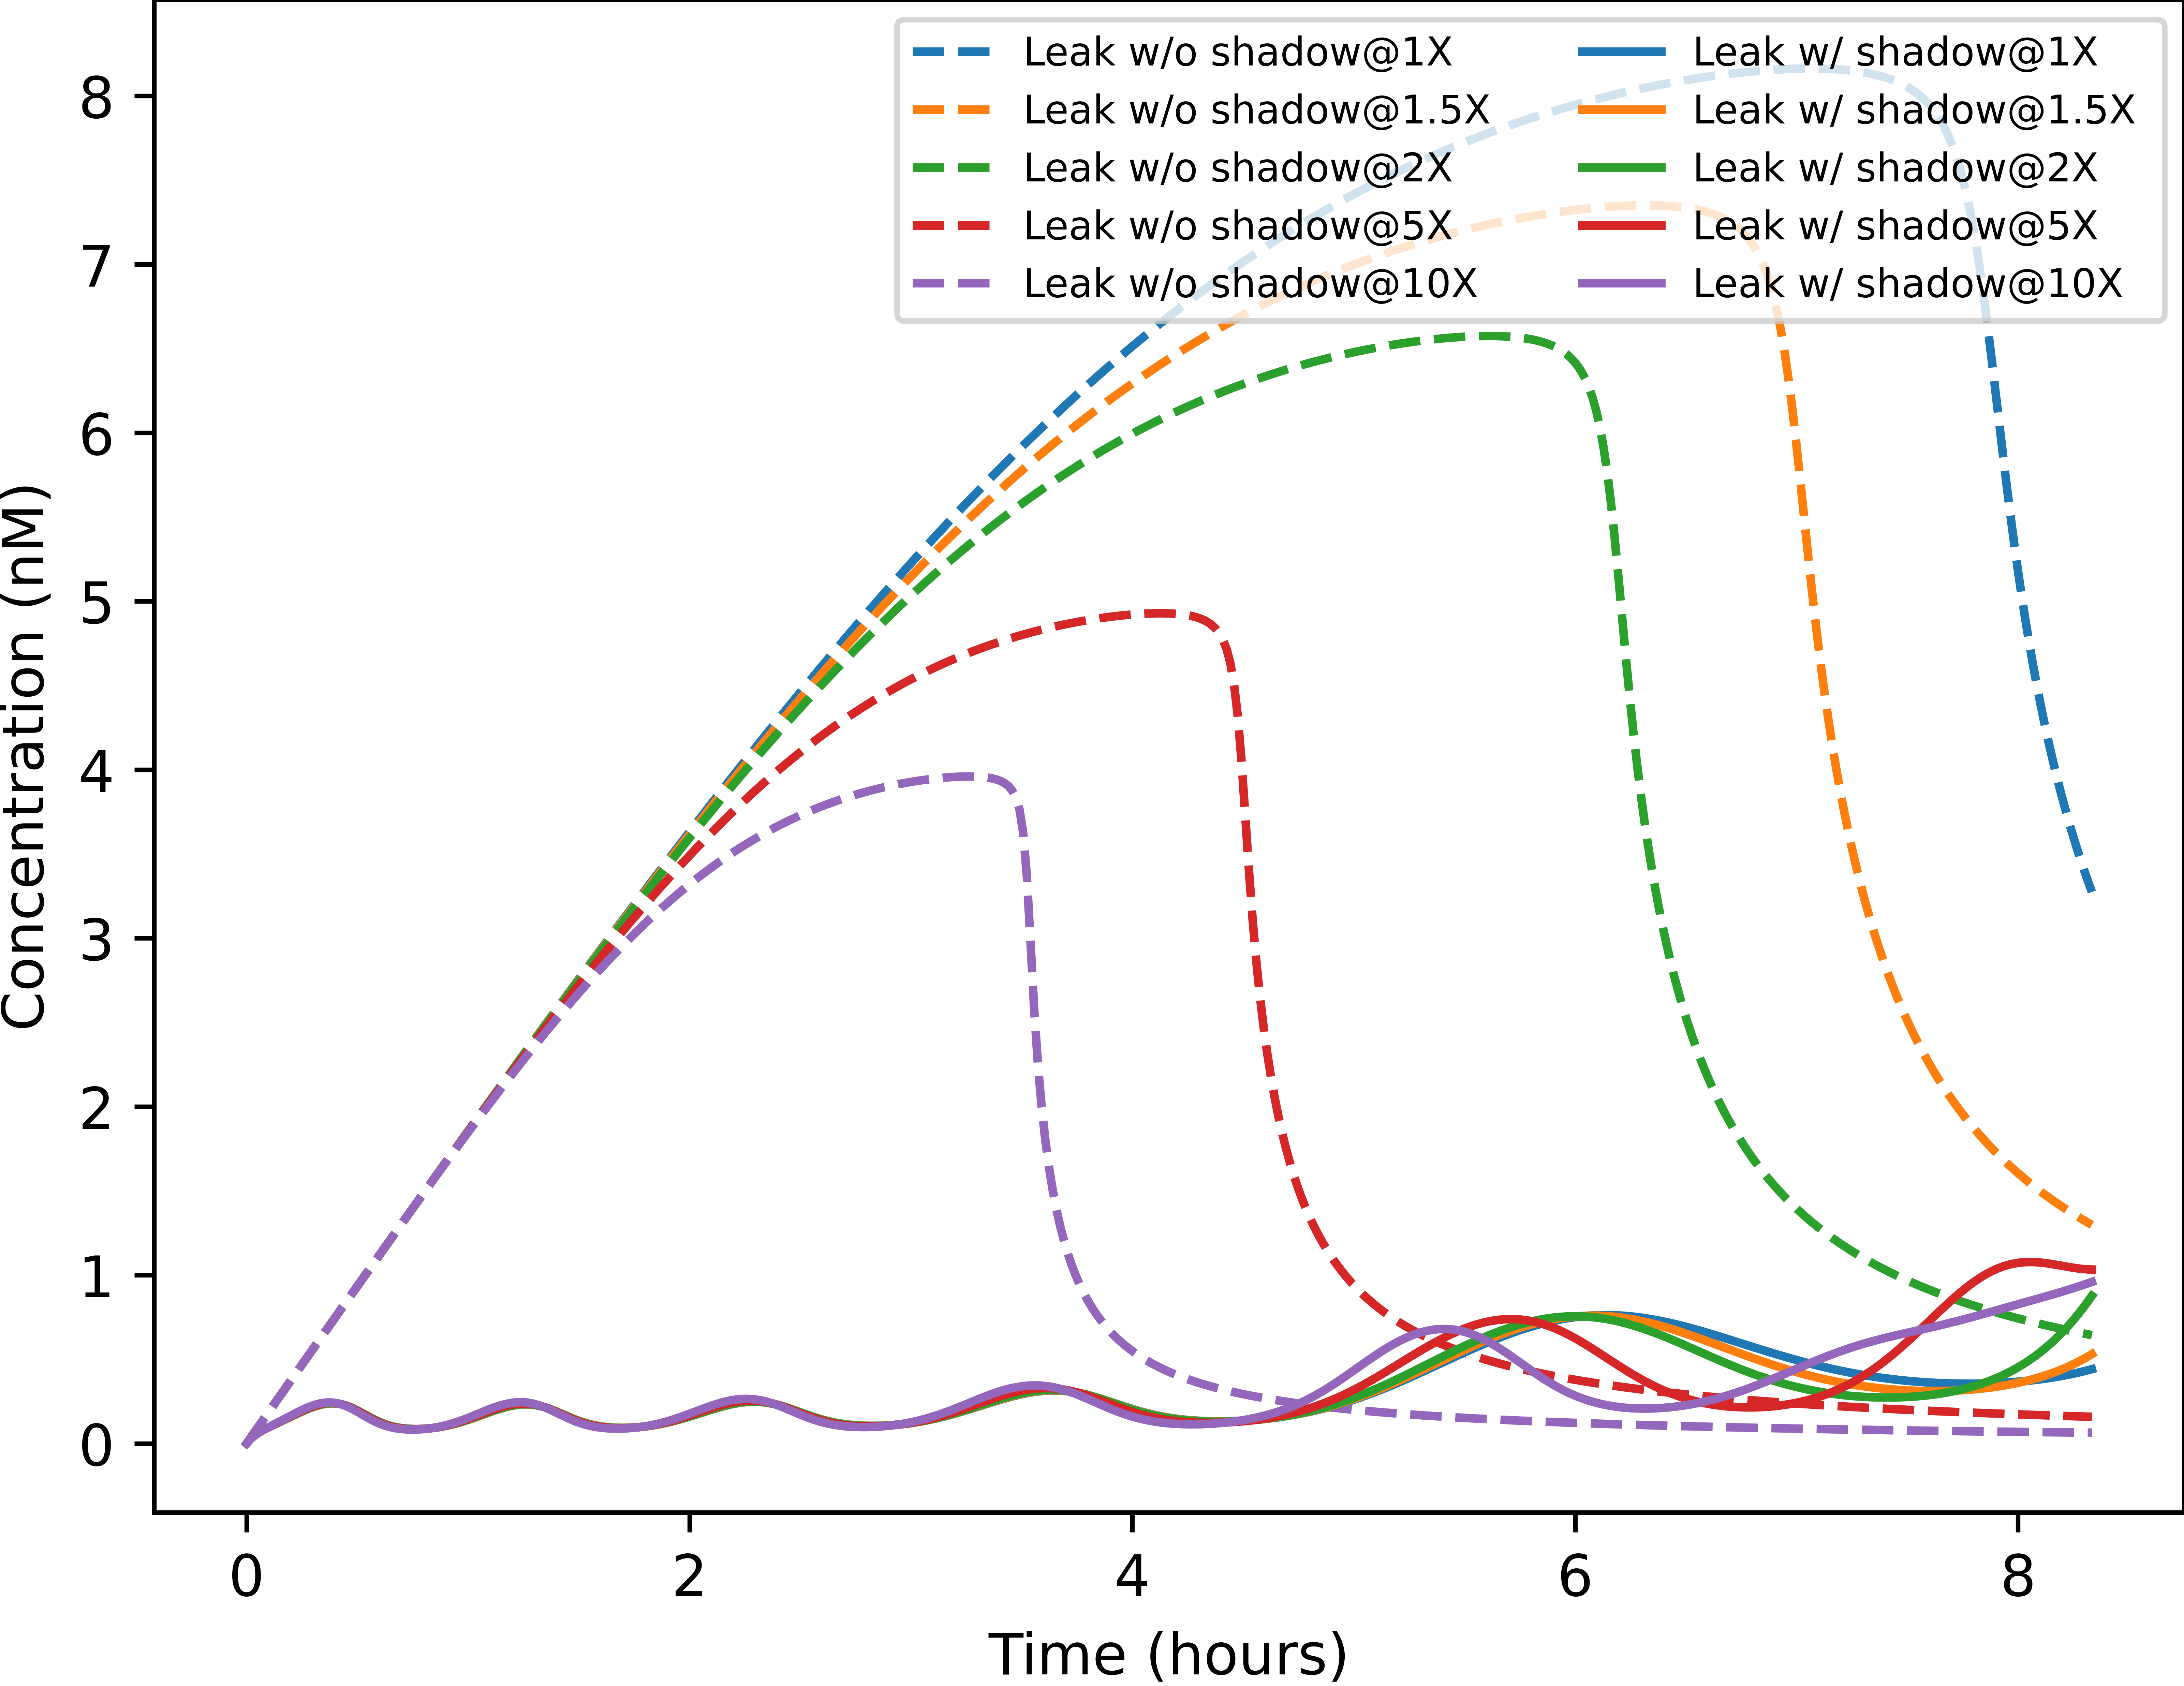 Leak w/o shadow@1X
Leak w/o shadow@1.5X
Leak w/o shadow@2X
Leak w/o shadow@5X
Leak w/o shadow@10X
Leak w/ shadow@1X
Leak w/ shadow@1.5X
Leak w/ shadow@2X
Leak w/ shadow@5X
Leak w/ shadow@10X
Concentration (nM)
8
7
6
5
4
3
2
1
0
0 2 4 6 8
Time (hours)